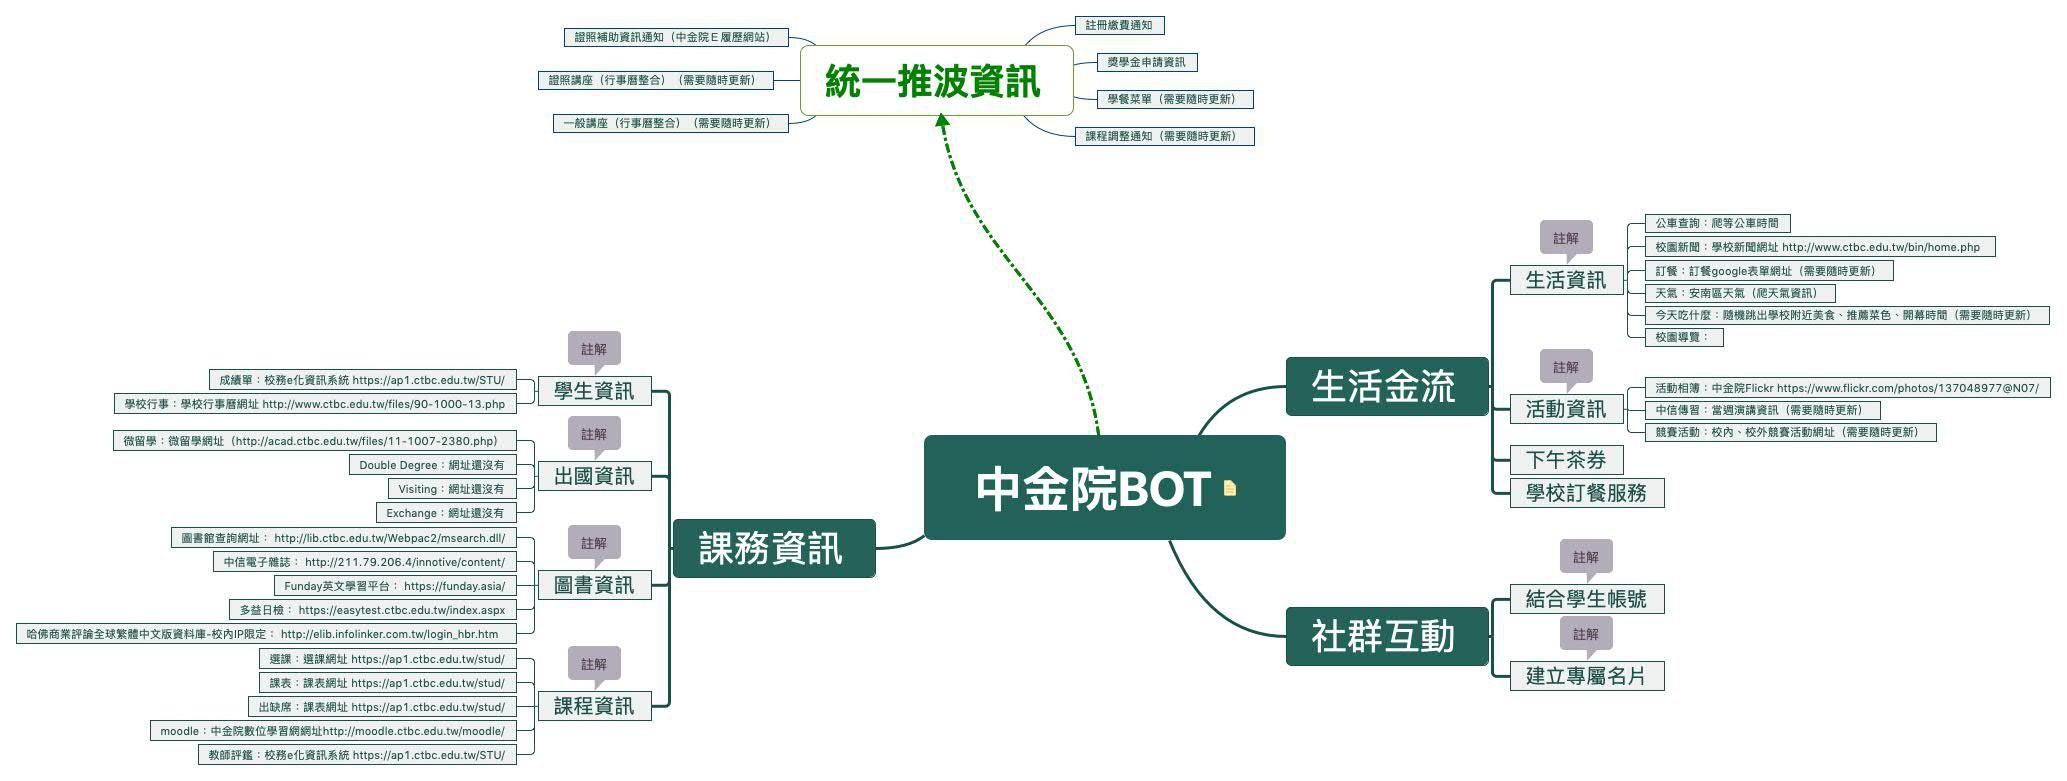 證照補助資訊通知（中金院Ｅ履歷網站）
證照講座（行事曆整合）（需要隨時更新）
一般講座（行事曆整合）（需要隨時更新）
統一推波資訊
註冊繳費通知
獎學金申請資訊
學餐菜單（需要隨時更新）
課程調整通知（需要隨時更新）
中金院BOT
課務資訊
註解
學生資訊
成績單：校務e化資訊系統 https://ap1.ctbc.edu.tw/STU/
學校行事：學校行事曆網址 http://www.ctbc.edu.tw/files/90-1000-13.php
註解
出國資訊
微留學：微留學網址（http://acad.ctbc.edu.tw/files/11-1007-2380.php）
Double Degree：網址還沒有
Visiting：網址還沒有
Exchange：網址還沒有
註解
圖書資訊
圖書館查詢網址： http://lib.ctbc.edu.tw/Webpac2/msearch.dll/
中信電子雜誌： http://211.79.206.4/innotive/content/
Funday英文學習平台： https://funday.asia/
多益日檢： https://easytest.ctbc.edu.tw/index.aspx
哈佛商業評論全球繁體中文版資料庫-校內IP限定： http://elib.infolinker.com.tw/login_hbr.htm
註解
課程資訊
選課：選課網址 https://ap1.ctbc.edu.tw/stud/
課表：課表網址 https://ap1.ctbc.edu.tw/stud/
出缺席：課表網址 https://ap1.ctbc.edu.tw/stud/
moodle：中金院數位學習網網址http://moodle.ctbc.edu.tw/moodle/
教師評鑑：校務e化資訊系統 https://ap1.ctbc.edu.tw/STU/
生活金流
註解
生活資訊
公車查詢：爬等公車時間
校園新聞：學校新聞網址 http://www.ctbc.edu.tw/bin/home.php
訂餐：訂餐google表單網址（需要隨時更新）
天氣：安南區天氣（爬天氣資訊）
今天吃什麼：隨機跳出學校附近美食、推薦菜色、開幕時間（需要隨時更新）
校園導覽：
註解
活動資訊
活動相簿：中金院Flickr https://www.flickr.com/photos/137048977@N07/
中信傳習：當週演講資訊（需要隨時更新）
競賽活動：校內、校外競賽活動網址（需要隨時更新）
下午茶券
學校訂餐服務
社群互動
註解
結合學生帳號
註解
建立專屬名片